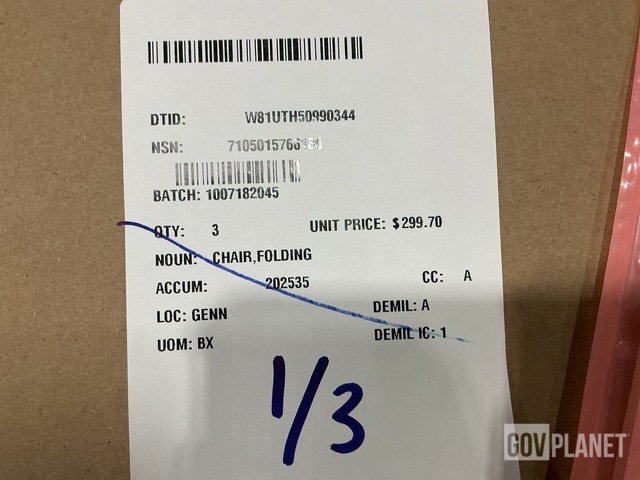 DTID: W81UTH50990344
NSN: 7105015766
BATCH: 1007182045
QTY: 3 UNIT PRICE: $299.70
NOUN: CHAIR,FOLDING
ACCUM: 202535 CC: A
LOC: GENN DEMIL: A
UOM: BX DEMIL IC: 1
1/3
GOVPLANET